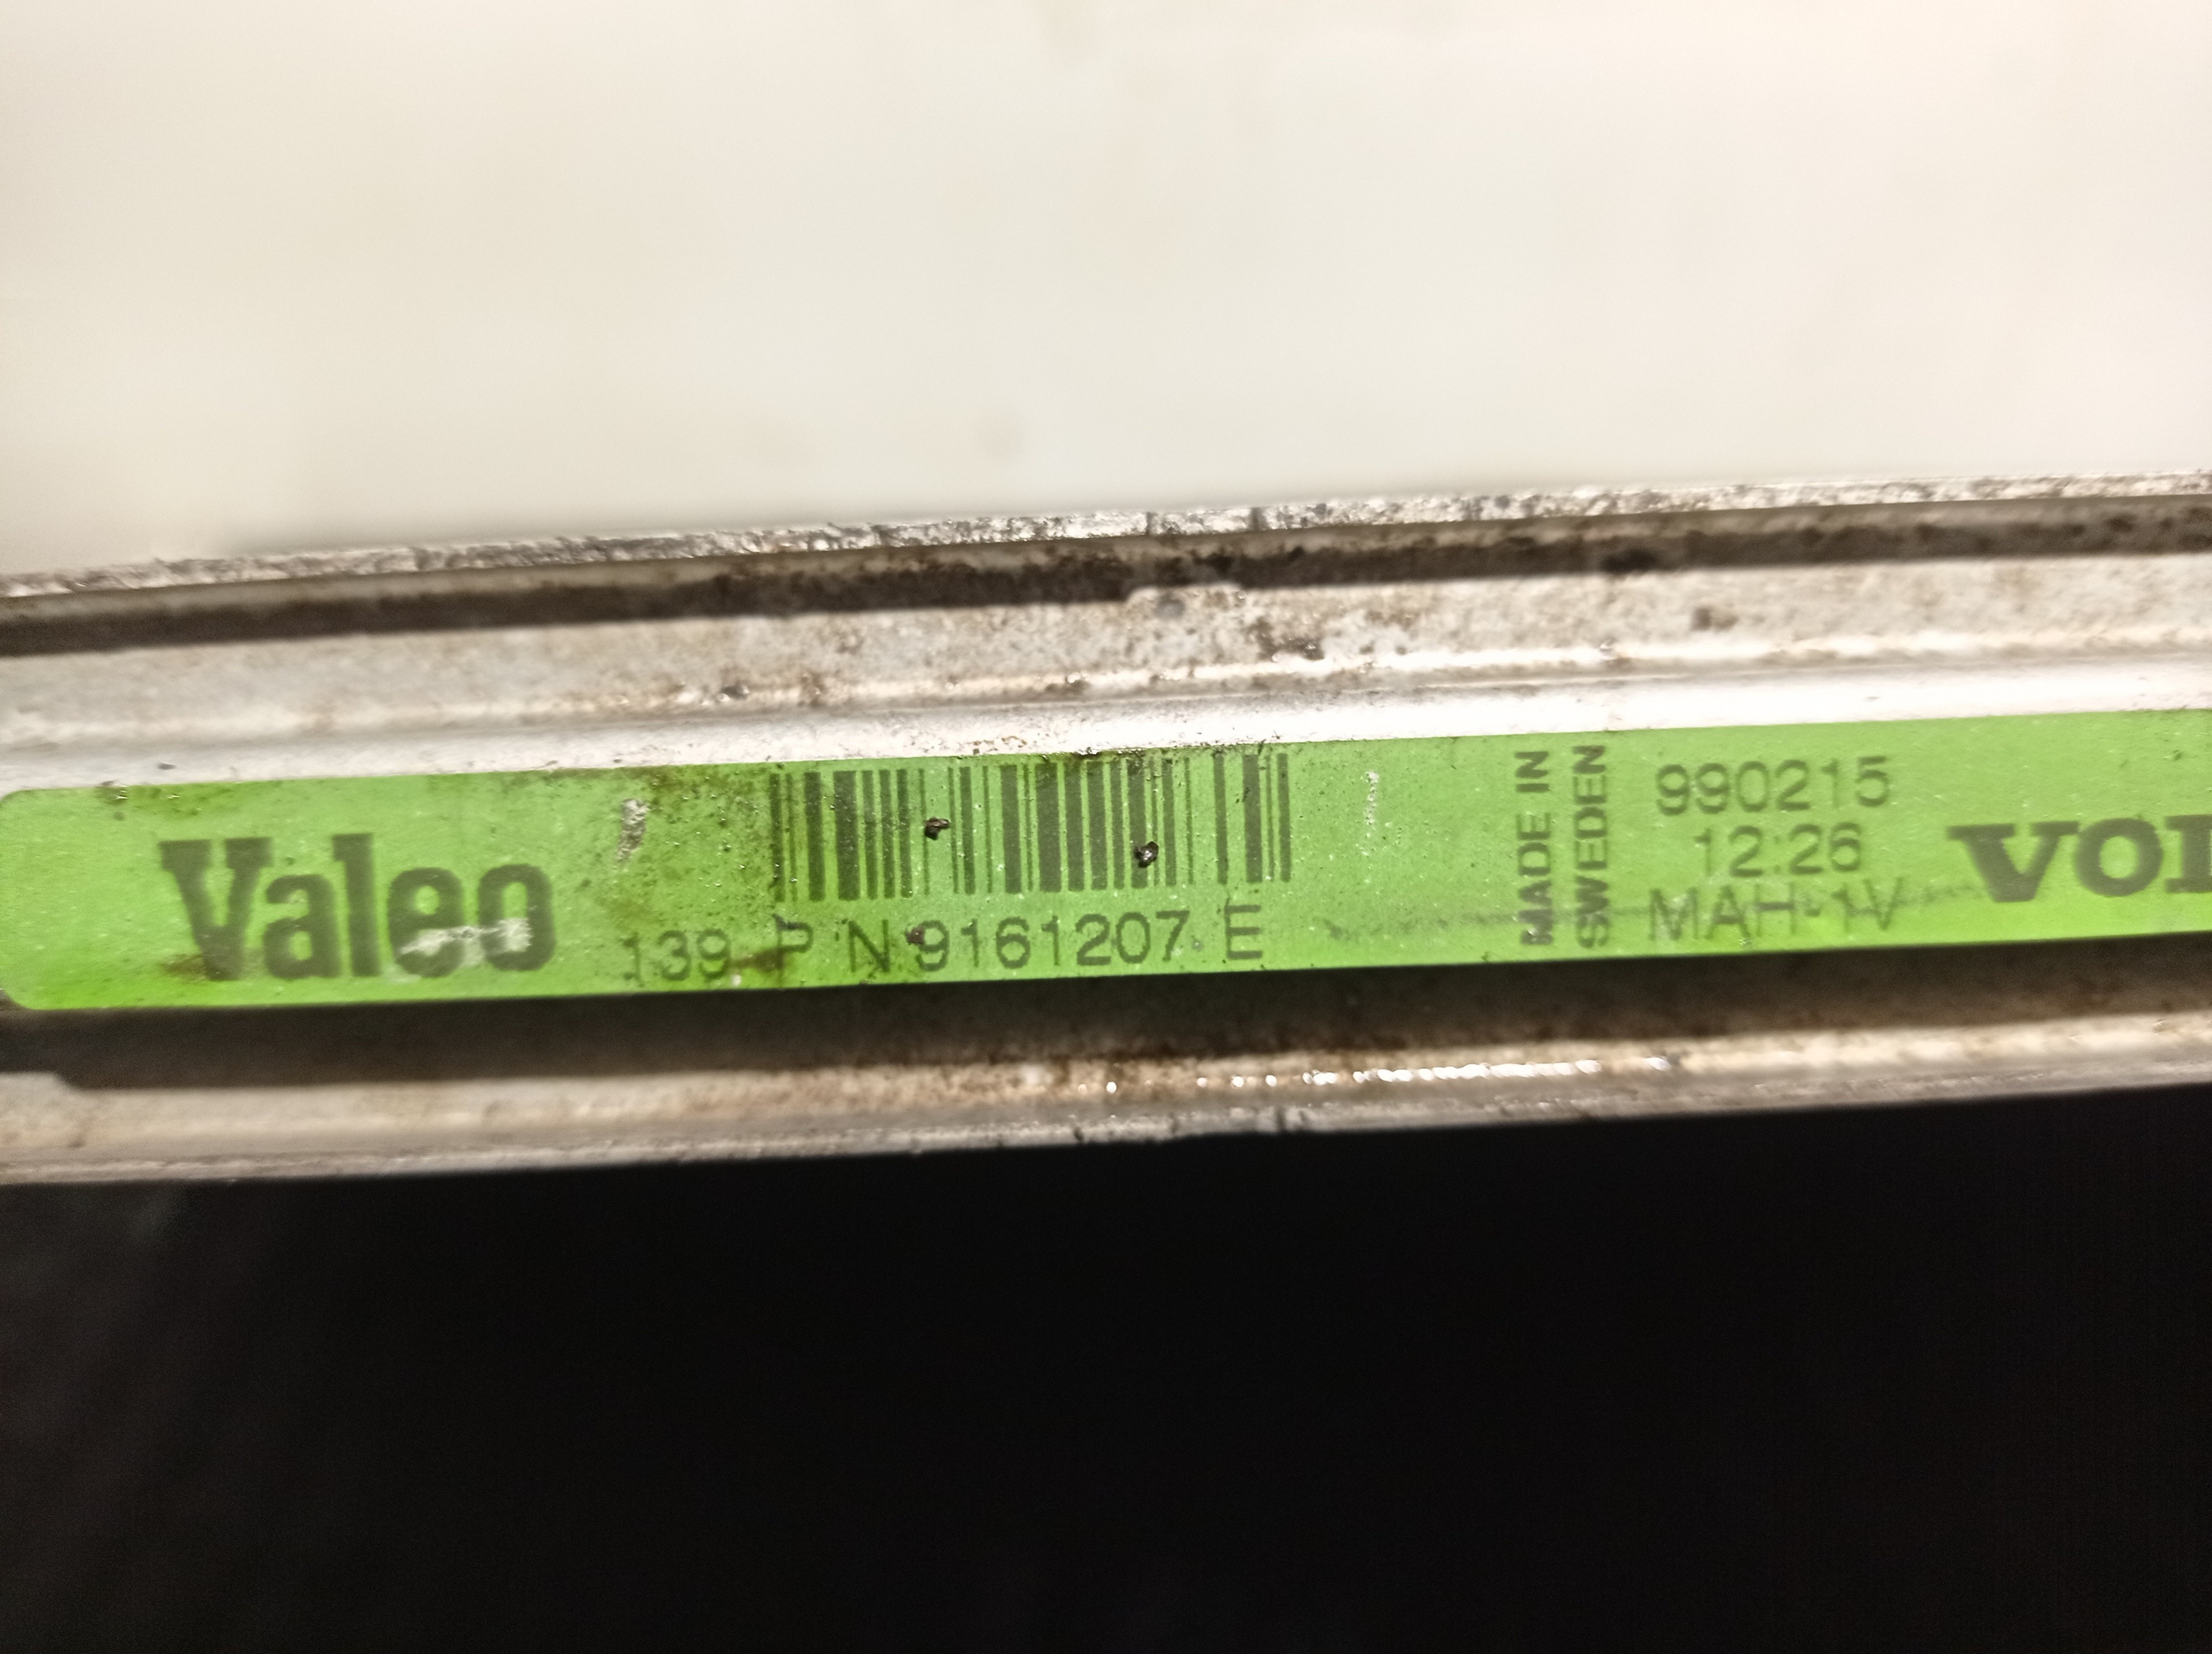 Valeo
139 P N 9161207 E
MADE IN
SWEDEN
990215
12:26
MAH-1V
VOL